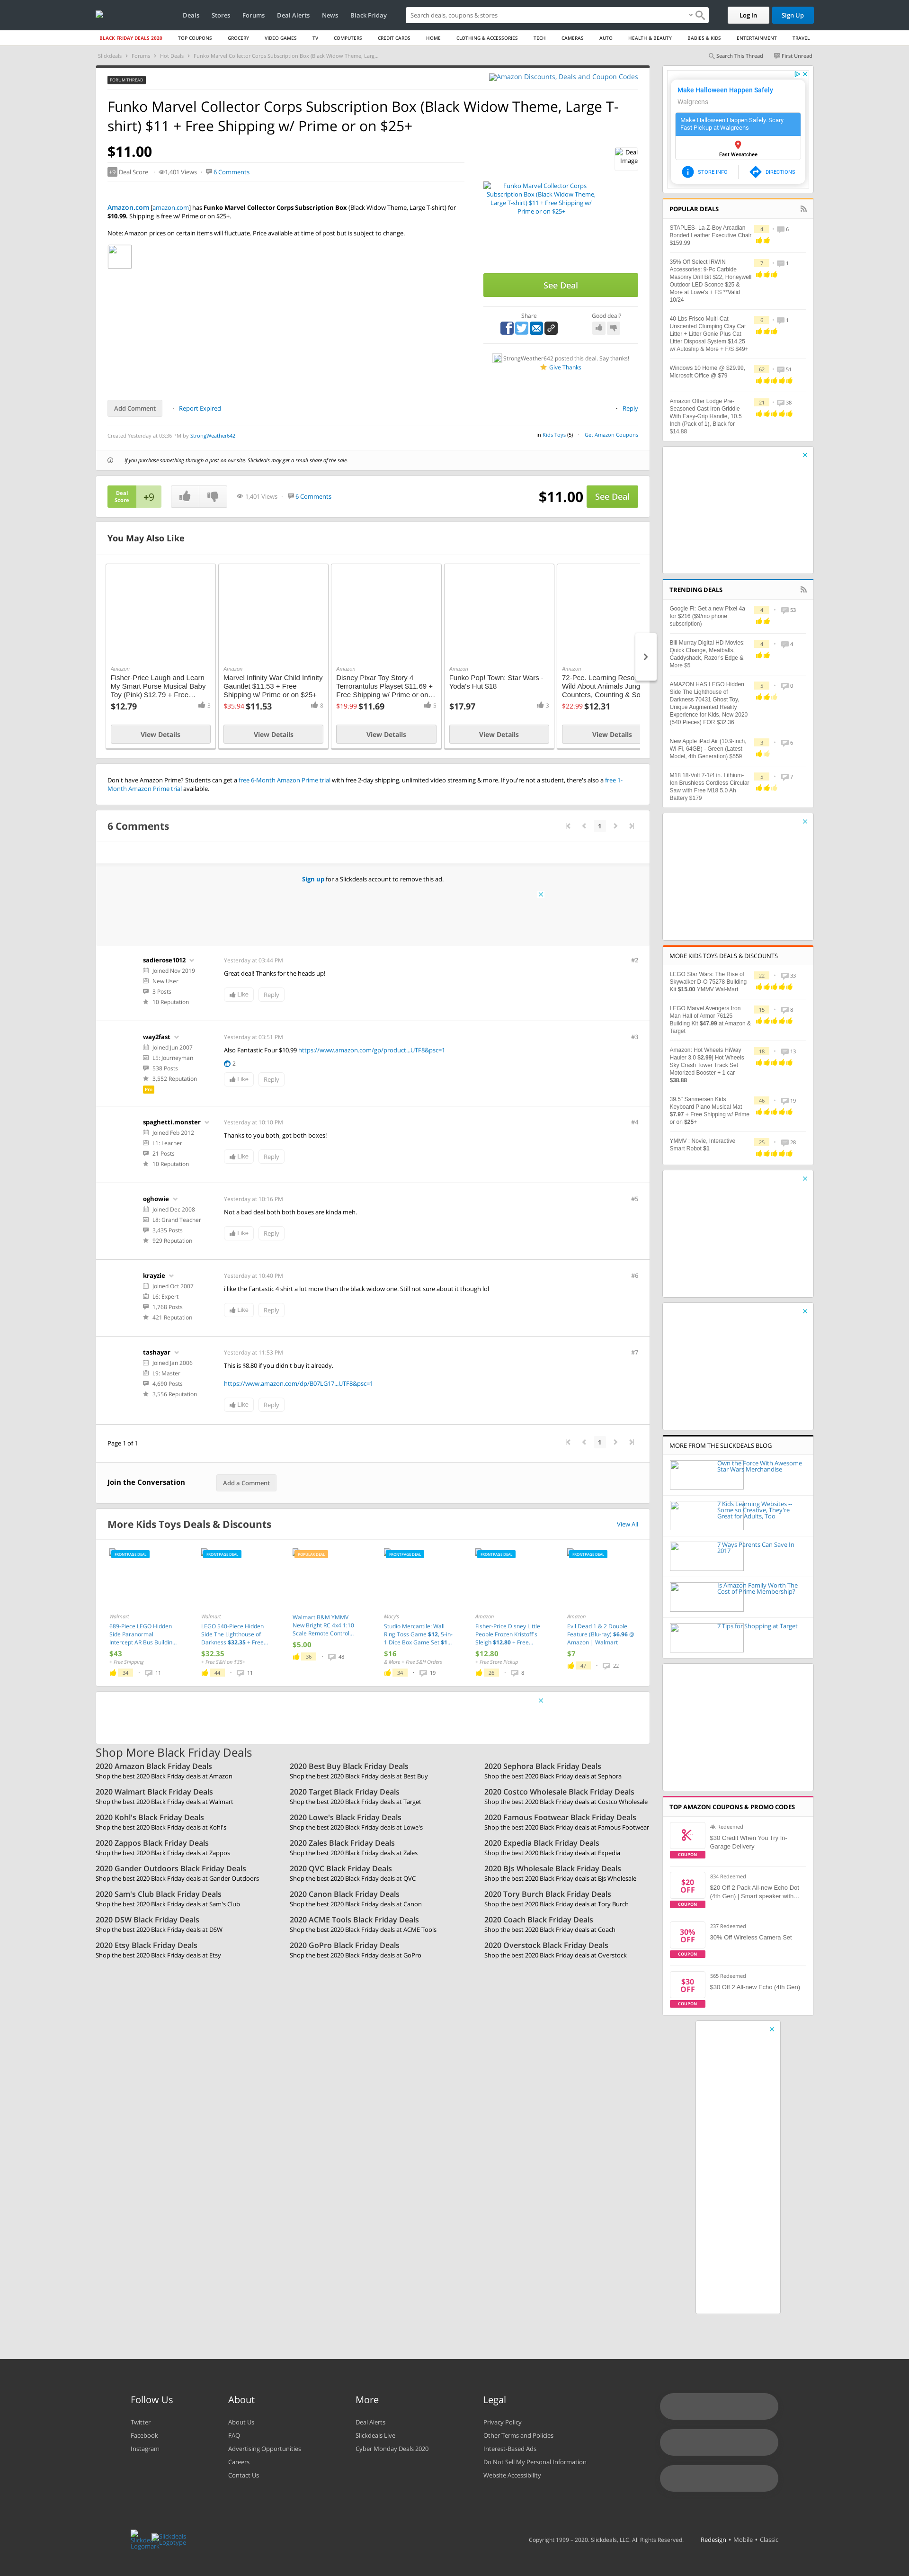 Deals Stores Forums Deal Alerts News Black Friday
Search deals, coupons & stores
Log In Sign Up
BLACK FRIDAY DEALS 2020 TOP COUPONS GROCERY VIDEO GAMES TV COMPUTERS CREDIT CARDS HOME CLOTHING & ACCESSORIES TECH CAMERAS AUTO HEALTH & BEAUTY BABIES & KIDS ENTERTAINMENT TRAVEL
Slickdeals > Forums > Hot Deals > Funko Marvel Collector Corps Subscription Box (Black Widow Theme, Larg...
Search This Thread First Unread
FORUM THREAD
Amazon Discounts, Deals and Coupon Codes
Funko Marvel Collector Corps Subscription Box (Black Widow Theme, Large T-
shirt) $11 + Free Shipping w/ Prime or on $25+
$11.00
Deal Image
+9 Deal Score · 1,401 Views · 6 Comments
Funko Marvel Collector Corps
Subscription Box (Black Widow Theme,
Large T-shirt) $11 + Free Shipping w/
Prime or on $25+
Amazon.com [amazon.com] has Funko Marvel Collector Corps Subscription Box (Black Widow Theme, Large T-shirt) for
$10.99. Shipping is free w/ Prime or on $25+.
Note: Amazon prices on certain items will fluctuate. Price available at time of post but is subject to change.
See Deal
Share Good deal?
StrongWeather642 posted this deal. Say thanks!
Give Thanks
Add Comment · Report Expired · Reply
Created Yesterday at 03:36 PM by StrongWeather642
in Kids Toys (5) · Get Amazon Coupons
If you purchase something through a post on our site, Slickdeals may get a small share of the sale.
Deal
Score
+9
1,401 Views · 6 Comments
$11.00
See Deal
You May Also Like
Amazon
Fisher-Price Laugh and Learn
My Smart Purse Musical Baby
Toy (Pink) $12.79 + Free…
$12.79 3
View Details
Amazon
Marvel Infinity War Child Infinity
Gauntlet $11.53 + Free
Shipping w/ Prime or on $25+
$35.94 $11.53 8
View Details
Amazon
Disney Pixar Toy Story 4
Terrorantulus Playset $11.69 +
Free Shipping w/ Prime or on…
$19.99 $11.69 5
View Details
Amazon
Funko Pop! Town: Star Wars -
Yoda's Hut $18
$17.97 3
View Details
Amazon
72-Pce. Learning Resou
Wild About Animals Jung
Counters, Counting & So
$22.99 $12.31
View Details
Don't have Amazon Prime? Students can get a free 6-Month Amazon Prime trial with free 2-day shipping, unlimited video streaming & more. If you're not a student, there's also a free 1-
Month Amazon Prime trial available.
6 Comments
1
Sign up for a Slickdeals account to remove this ad.
sadierose1012
Joined Nov 2019
New User
3 Posts
10 Reputation
Yesterday at 03:44 PM
#2
Great deal! Thanks for the heads up!
Like Reply
way2fast
Joined Jun 2007
L5: Journeyman
538 Posts
3,552 Reputation
Pro
Yesterday at 03:51 PM
#3
Also Fantastic Four $10.99 https://www.amazon.com/gp/product...UTF8&psc=1
2
Like Reply
spaghetti.monster
Joined Feb 2012
L1: Learner
21 Posts
10 Reputation
Yesterday at 10:10 PM
#4
Thanks to you both, got both boxes!
Like Reply
oghowie
Joined Dec 2008
L8: Grand Teacher
3,435 Posts
929 Reputation
Yesterday at 10:16 PM
#5
Not a bad deal both both boxes are kinda meh.
Like Reply
krayzie
Joined Oct 2007
L6: Expert
1,768 Posts
421 Reputation
Yesterday at 10:40 PM
#6
i like the Fantastic 4 shirt a lot more than the black widow one. Still not sure about it though lol
Like Reply
tashayar
Joined Jan 2006
L9: Master
4,690 Posts
3,556 Reputation
Yesterday at 11:53 PM
#7
This is $8.80 if you didn't buy it already.
https://www.amazon.com/dp/B07LG17...UTF8&psc=1
Like Reply
Page 1 of 1
1
Join the Conversation
Add a Comment
More Kids Toys Deals & Discounts
View All
FRONTPAGE DEAL
Walmart
689-Piece LEGO Hidden
Side Paranormal
Intercept AR Bus Buildin...
$43
+ Free Shipping
34 · 11
FRONTPAGE DEAL
Walmart
LEGO 540-Piece Hidden
Side The Lighthouse of
Darkness $32.35 + Free...
$32.35
+ Free S&H on $35+
44 · 11
POPULAR DEAL
Walmart B&M YMMV
New Bright RC 4x4 1:10
Scale Remote Control...
$5.00
36 · 48
FRONTPAGE DEAL
Macy's
Studio Mercantile: Wall
Ring Toss Game $12, 5-in-
1 Dice Box Game Set $1...
$16
& More + Free S&H Orders
34 · 19
FRONTPAGE DEAL
Amazon
Fisher-Price Disney Little
People Frozen Kristoff's
Sleigh $12.80 + Free...
$12.80
+ Free Store Pickup
26 · 8
FRONTPAGE DEAL
Amazon
Evil Dead 1 & 2 Double
Feature (Blu-ray) $6.96 @
Amazon | Walmart
$7
47 · 22
Shop More Black Friday Deals
2020 Amazon Black Friday Deals
Shop the best 2020 Black Friday deals at Amazon
2020 Best Buy Black Friday Deals
Shop the best 2020 Black Friday deals at Best Buy
2020 Sephora Black Friday Deals
Shop the best 2020 Black Friday deals at Sephora
2020 Walmart Black Friday Deals
Shop the best 2020 Black Friday deals at Walmart
2020 Target Black Friday Deals
Shop the best 2020 Black Friday deals at Target
2020 Costco Wholesale Black Friday Deals
Shop the best 2020 Black Friday deals at Costco Wholesale
2020 Kohl's Black Friday Deals
Shop the best 2020 Black Friday deals at Kohl's
2020 Lowe's Black Friday Deals
Shop the best 2020 Black Friday deals at Lowe's
2020 Famous Footwear Black Friday Deals
Shop the best 2020 Black Friday deals at Famous Footwear
2020 Zappos Black Friday Deals
Shop the best 2020 Black Friday deals at Zappos
2020 Zales Black Friday Deals
Shop the best 2020 Black Friday deals at Zales
2020 Expedia Black Friday Deals
Shop the best 2020 Black Friday deals at Expedia
2020 Gander Outdoors Black Friday Deals
Shop the best 2020 Black Friday deals at Gander Outdoors
2020 QVC Black Friday Deals
Shop the best 2020 Black Friday deals at QVC
2020 BJs Wholesale Black Friday Deals
Shop the best 2020 Black Friday deals at BJs Wholesale
2020 Sam's Club Black Friday Deals
Shop the best 2020 Black Friday deals at Sam's Club
2020 Canon Black Friday Deals
Shop the best 2020 Black Friday deals at Canon
2020 Tory Burch Black Friday Deals
Shop the best 2020 Black Friday deals at Tory Burch
2020 DSW Black Friday Deals
Shop the best 2020 Black Friday deals at DSW
2020 ACME Tools Black Friday Deals
Shop the best 2020 Black Friday deals at ACME Tools
2020 Coach Black Friday Deals
Shop the best 2020 Black Friday deals at Coach
2020 Etsy Black Friday Deals
Shop the best 2020 Black Friday deals at Etsy
2020 GoPro Black Friday Deals
Shop the best 2020 Black Friday deals at GoPro
2020 Overstock Black Friday Deals
Shop the best 2020 Black Friday deals at Overstock
Make Halloween Happen Safely
Walgreens
Make Halloween Happen Safely. Scary
Fast Pickup at Walgreens
East Wenatchee
STORE INFO DIRECTIONS
POPULAR DEALS
STAPLES- La-Z-Boy Arcadian
Bonded Leather Executive Chair
$159.99
4 · 6
35% Off Select IRWIN
Accessories: 9-Pc Carbide
Masonry Drill Bit $22, Honeywell
Outdoor LED Sconce $25 &
More at Lowe's + FS **Valid
10/24
7 · 1
40-Lbs Frisco Multi-Cat
Unscented Clumping Clay Cat
Litter + Litter Genie Plus Cat
Litter Disposal System $14.25
w/ Autoship & More + F/S $49+
6 · 1
Windows 10 Home @ $29.99,
Microsoft Office @ $79
62 · 51
Amazon Offer Lodge Pre-
Seasoned Cast Iron Griddle
With Easy-Grip Handle, 10.5
Inch (Pack of 1), Black for
$14.88
21 · 38
TRENDING DEALS
Google Fi: Get a new Pixel 4a
for $216 ($9/mo phone
subscription)
4 · 53
Bill Murray Digital HD Movies:
Quick Change, Meatballs,
Caddyshack, Razor's Edge &
More $5
4 · 4
AMAZON HAS LEGO Hidden
Side The Lighthouse of
Darkness 70431 Ghost Toy,
Unique Augmented Reality
Experience for Kids, New 2020
(540 Pieces) FOR $32.36
5 · 0
New Apple iPad Air (10.9-inch,
Wi-Fi, 64GB) - Green (Latest
Model, 4th Generation) $559
3 · 6
M18 18-Volt 7-1/4 in. Lithium-
Ion Brushless Cordless Circular
Saw with Free M18 5.0 Ah
Battery $179
5 · 7
MORE KIDS TOYS DEALS & DISCOUNTS
LEGO Star Wars: The Rise of
Skywalker D-O 75278 Building
Kit $15.00 YMMV Wal-Mart
22 · 33
LEGO Marvel Avengers Iron
Man Hall of Armor 76125
Building Kit $47.99 at Amazon &
Target
15 · 8
Amazon: Hot Wheels HiWay
Hauler 3.0 $2.99| Hot Wheels
Sky Crash Tower Track Set
Motorized Booster + 1 car
$38.88
18 · 13
39.5" Sanmersen Kids
Keyboard Piano Musical Mat
$7.97 + Free Shipping w/ Prime
or on $25+
46 · 19
YMMV : Novie, Interactive
Smart Robot $1
25 · 28
MORE FROM THE SLICKDEALS BLOG
Own the Force With Awesome
Star Wars Merchandise
7 Kids Learning Websites --
Some so Creative, They're
Great for Adults, Too
7 Ways Parents Can Save In
2017
Is Amazon Family Worth The
Cost of Prime Membership?
7 Tips for Shopping at Target
TOP AMAZON COUPONS & PROMO CODES
COUPON
4k Redeemed
$30 Credit When You Try In-
Garage Delivery
$20
OFF
COUPON
834 Redeemed
$20 Off 2 Pack All-new Echo Dot
(4th Gen) | Smart speaker with…
30%
OFF
COUPON
237 Redeemed
30% Off Wireless Camera Set
$30
OFF
COUPON
565 Redeemed
$30 Off 2 All-new Echo (4th Gen)
Follow Us
Twitter
Facebook
Instagram
About
About Us
FAQ
Advertising Opportunities
Careers
Contact Us
More
Deal Alerts
Slickdeals Live
Cyber Monday Deals 2020
Legal
Privacy Policy
Other Terms and Policies
Interest-Based Ads
Do Not Sell My Personal Information
Website Accessibility
Slickdeals Logomark
Slickdeals Logotype
Copyright 1999 - 2020. Slickdeals, LLC. All Rights Reserved.
Redesign • Mobile • Classic